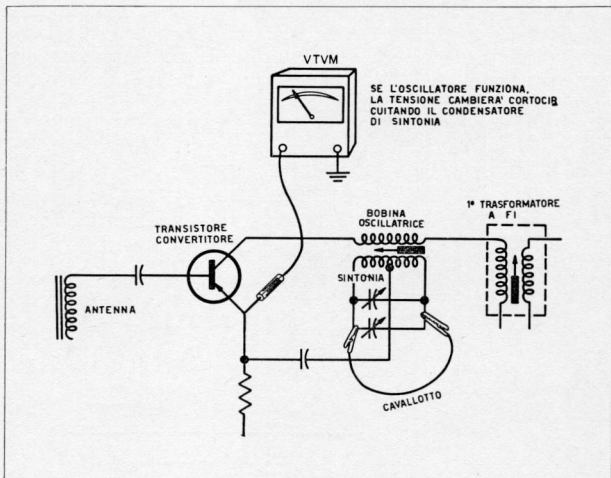 VTVM
SE L'OSCILLATORE FUNZIONA,
LA TENSIONE CAMBIERA' CORTOCIR
CUITANDO IL CONDENSATORE
DI SINTONIA
1º TRASFORMATORE
A FI
BOBINA
OSCILLATRICE
TRANSISTORE
CONVERTITORE
SINTONIA
ANTENNA
CAVALLOTTO